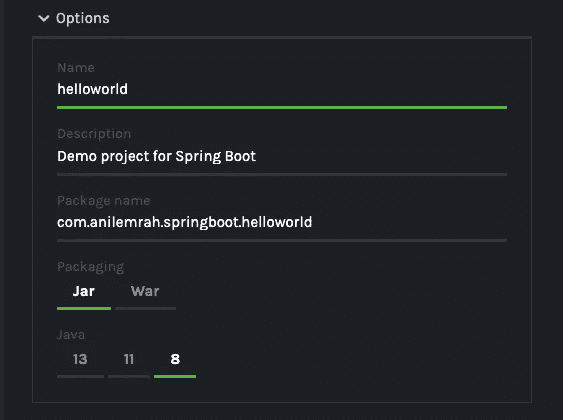 Options
Name
helloworld
Description
Demo project for Spring Boot
Package name
com.anilemrah.springboot.helloworld
Packaging
Jar War
Java
13 11 8